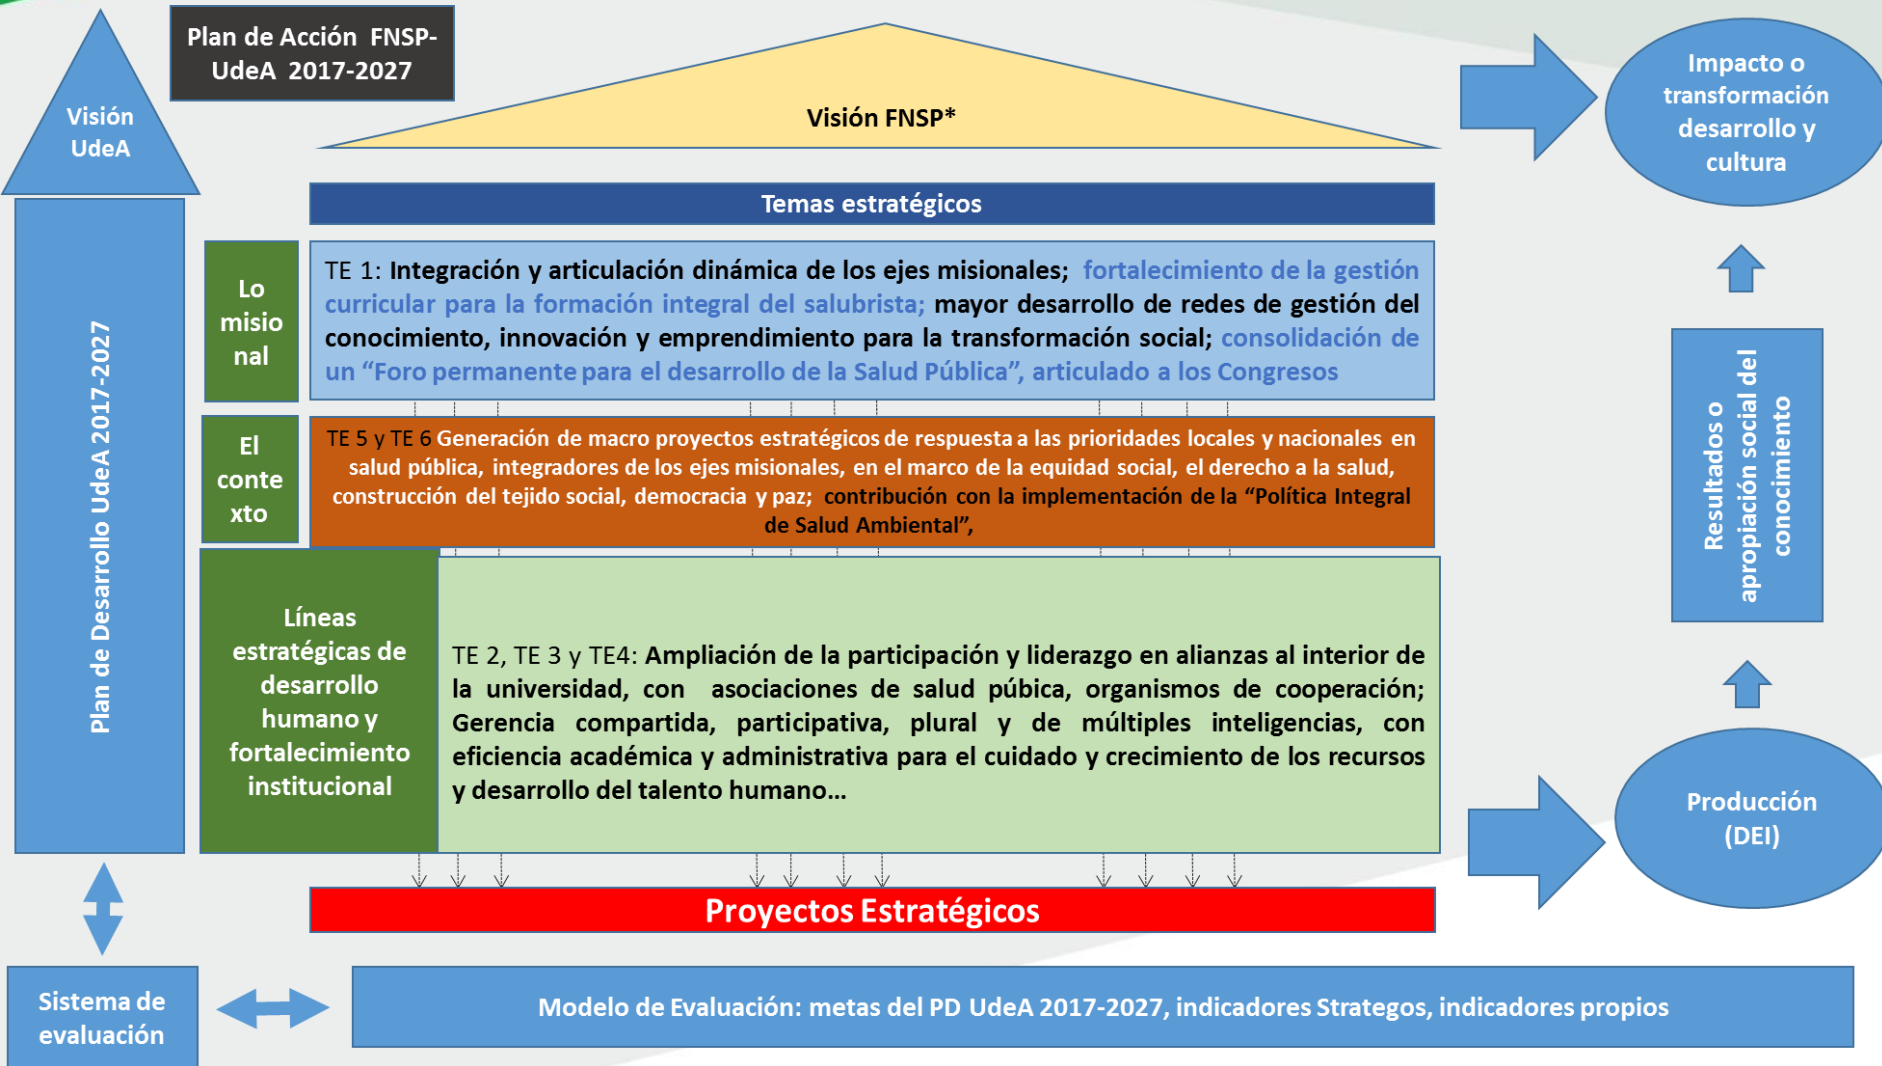 Plan de Acción FNSP-
UdeA 2017-2027
Visión
UdeA
Plan de Desarrollo UdeA 2017-2027
Visión FNSP*
Temas estratégicos
Lo
misio
nal
TE 1: Integración y articulación dinámica de los ejes misionales; fortalecimiento de la gestión
curricular para la formación integral del salubrista; mayor desarrollo de redes de gestión del
conocimiento, innovación y emprendimiento para la transformación social; consolidación de
un “Foro permanente para el desarrollo de la Salud Pública”, articulado a los Congresos
El
conte
xto
TE 5 y TE 6 Generación de macro proyectos estratégicos de respuesta a las prioridades locales y nacionales en
salud pública, integradores de los ejes misionales, en el marco de la equidad social, el derecho a la salud,
construcción del tejido social, democracia y paz; contribución con la implementación de la “Política Integral
de Salud Ambiental”,
Líneas
estratégicas de
desarrollo
humano y
fortalecimiento
institucional
TE 2, TE 3 y TE4: Ampliación de la participación y liderazgo en alianzas al interior de
la universidad, con asociaciones de salud púbica, organismos de cooperación;
Gerencia compartida, participativa, plural y de múltiples inteligencias, con
eficiencia académica y administrativa para el cuidado y crecimiento de los recursos
y desarrollo del talento humano...
Proyectos Estratégicos
Impacto o
transformación
desarrollo y
cultura
Resultados o
apropiación social del
conocimiento
Producción
(DEI)
Sistema de
evaluación
Modelo de Evaluación: metas del PD UdeA 2017-2027, indicadores Strategos, indicadores propios